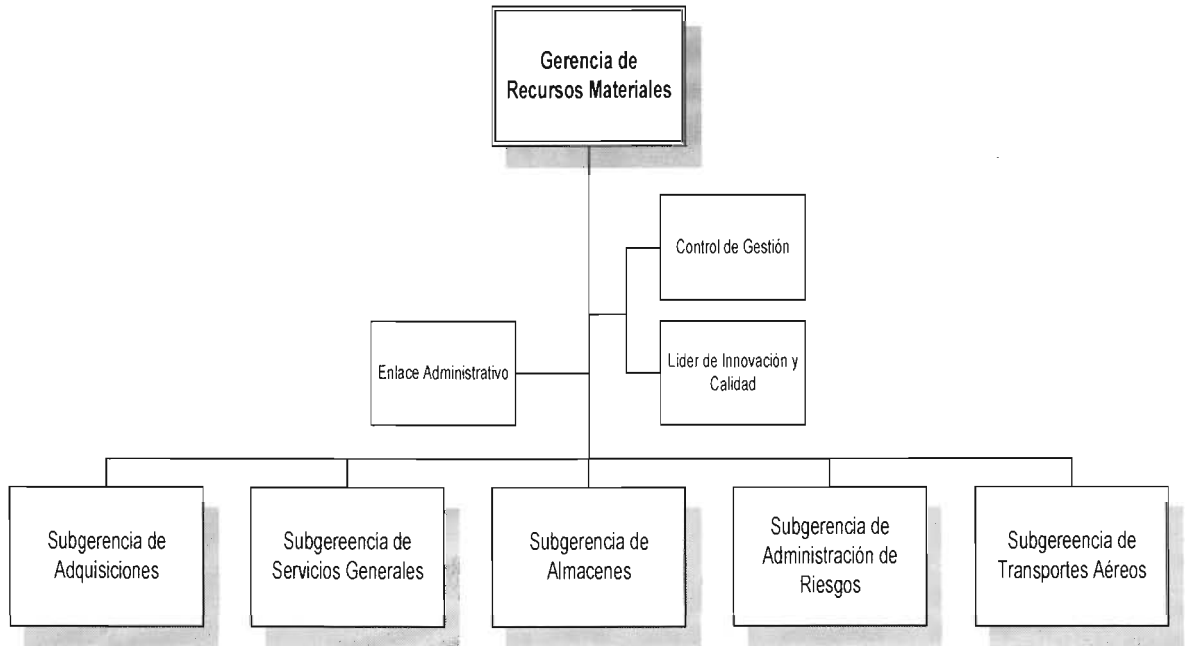 Gerencia de
Recursos Materiales
Control de Gestión
Enlace Administrativo
Lider de Innovación y
Calidad
Subgerencia de
Adquisiciones
Subgereencia de
Servicios Generales
Subgerencia de
Almacenes
Subgerencia de
Administración de
Riesgos
Subgereencia de
Transportes Aéreos